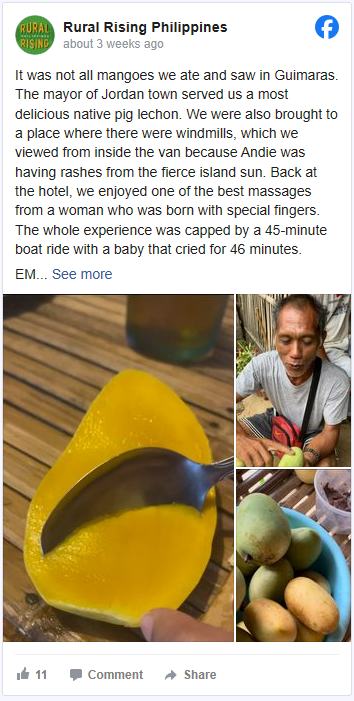 RURAL
PHILIPPINES
RISING
Rural Rising Philippines
about 3 weeks ago
It was not all mangoes we ate and saw in Guimaras.
The mayor of Jordan town served us a most
delicious native pig lechon. We were also brought to
a place where there were windmills, which we
viewed from inside the van because Andie was
having rashes from the fierce island sun. Back at
the hotel, we enjoyed one of the best massages
from a woman who was born with special fingers.
The whole experience was capped by a 45-minute
boat ride with a baby that cried for 46 minutes.
EM... See more
11 Comment Share